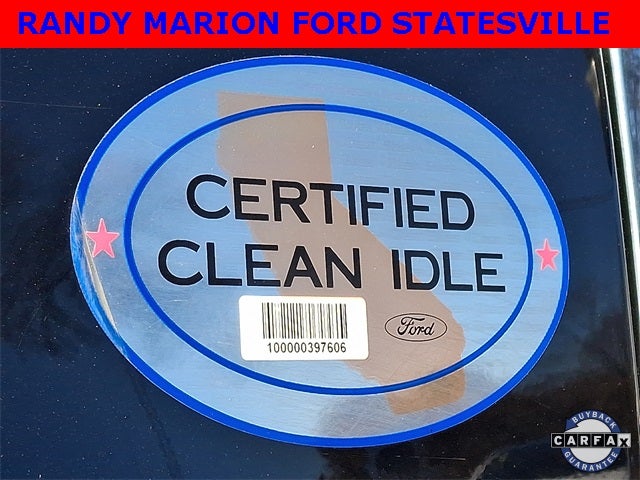 RANDY MARION FORD STATESVILLE
CERTIFIED
CLEAN IDLE
100000397606
Ford
BUYBACK
CARFAX
GUARANTEE